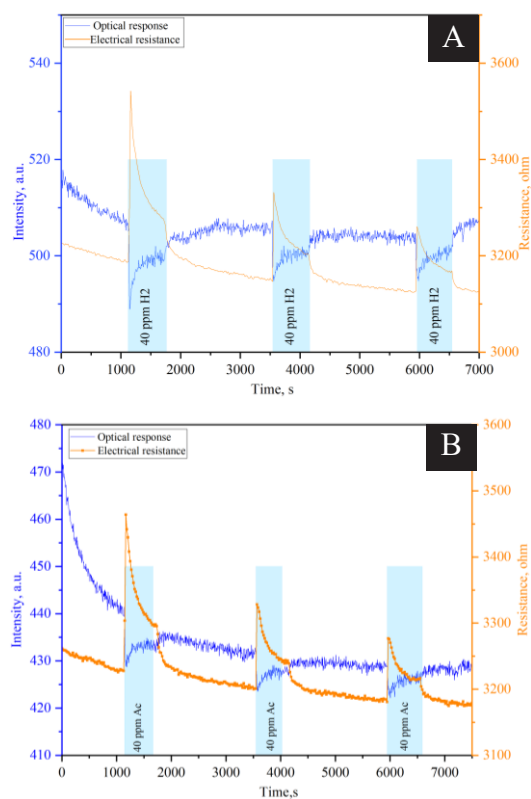 A
Optical response
Electrical resistance
Intensity, a.u.
550
540
520
500
480
40 ppm H2
40 ppm H2
40 ppm H2
3600
3400
3200
3000
Resistance, ohm
0 1000 2000 3000 4000 5000 6000 7000
Time, s
B
Optical response
Electrical resistance
Intensity, a.u.
480
470
460
450
440
430
420
410
40 ppm Ac
40 ppm Ac
40 ppm Ac
3600
3500
3400
3300
3200
3100
Resistance, ohm
0 1000 2000 3000 4000 5000 6000 7000
Time,s